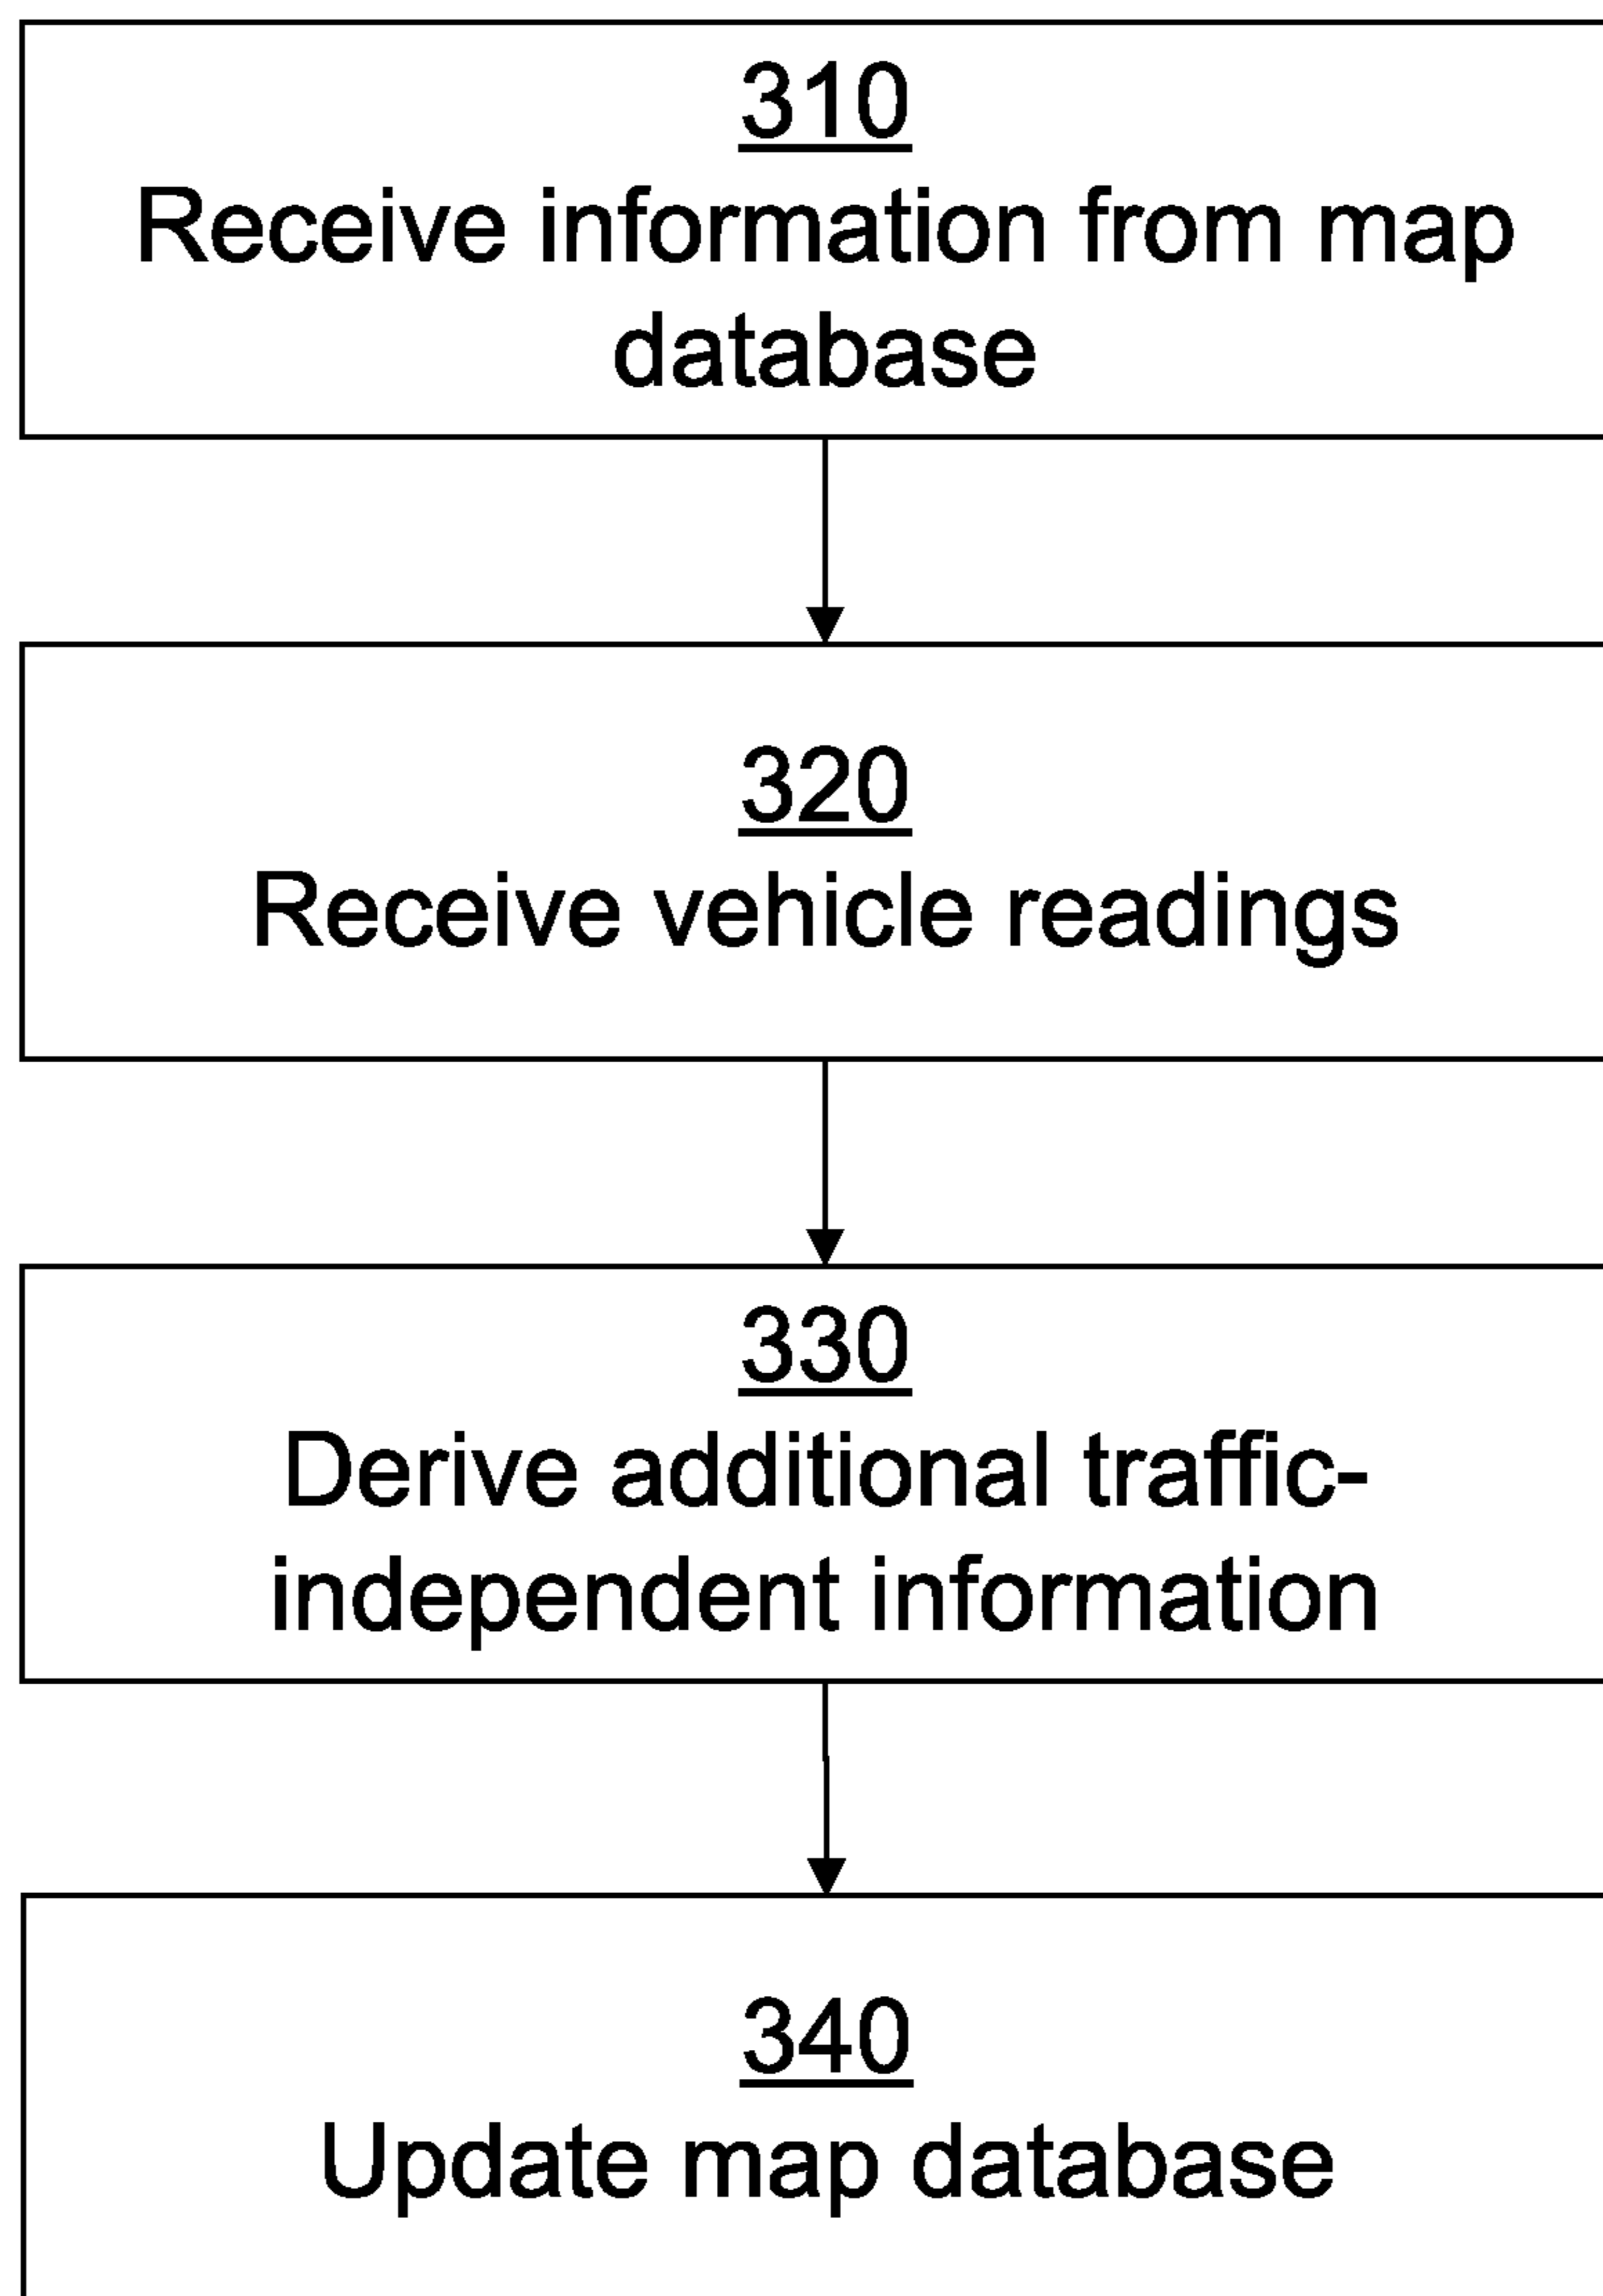 310
Receive information from map
database
320
Receive vehicle readings
330
Derive additional traffic-
independent information
340
Update map database